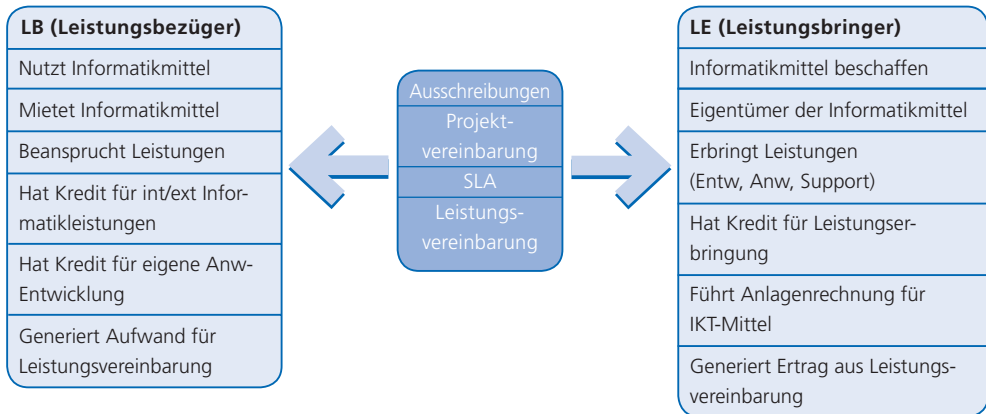 LB (Leistungsbezüger)
Nutzt Informatikmittel
Mietet Informatikmittel
Beansprucht Leistungen
Hat Kredit für int/ext Infor-
matikleistungen
Hat Kredit für eigene Anw-
Entwicklung
Generiert Aufwand für
Leistungsvereinbarung
Ausschreibungen
Projekt-
vereinbarung
SLA
Leistungs-
vereinbarung
LE (Leistungsbringer)
Informatikmittel beschaffen
Eigentümer der Informatikmittel
Erbringt Leistungen
(Entw, Anw, Support)
Hat Kredit für Leistungser-
bringung
Führt Anlagenrechnung für
IKT-Mittel
Generiert Ertrag aus Leistungs-
vereinbarung